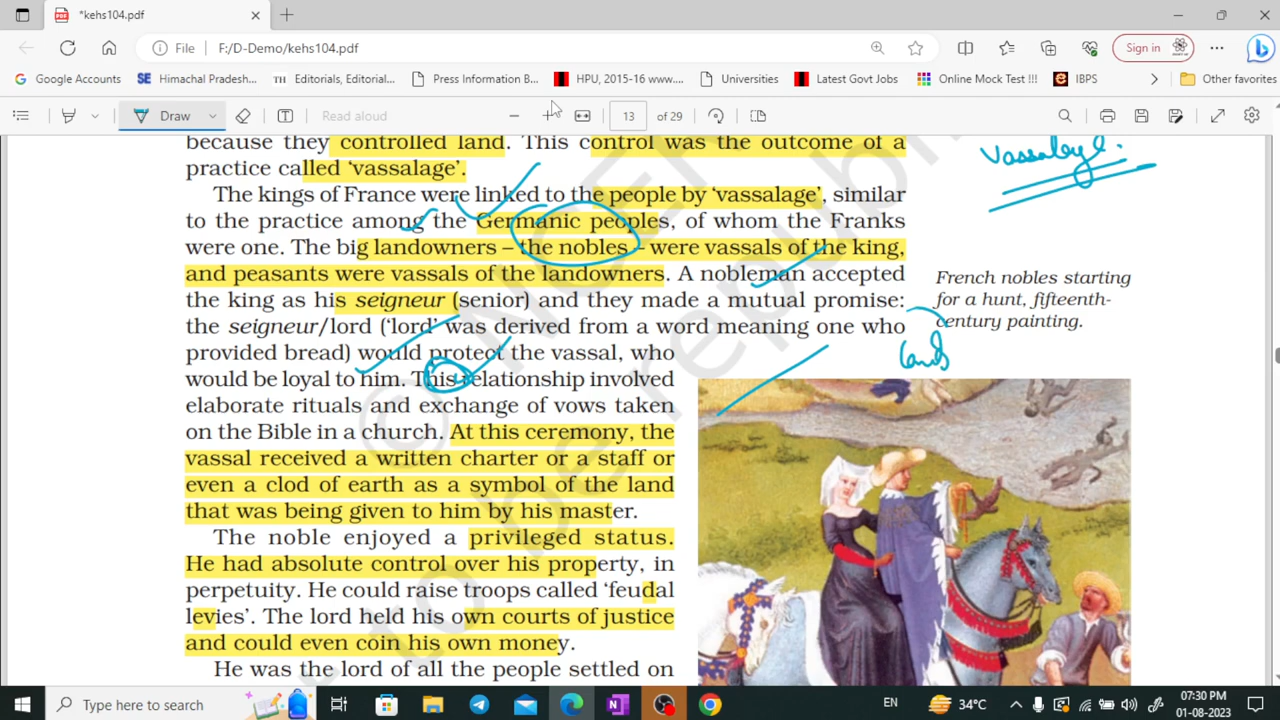 *kehs104.pdf
File F:/D-Demo/kehs104.pdf
Sign in
Google Accounts SE Himachal Pradesh... TH Editorials, Editorial... Press Information B... HPU, 2015-16 www.... Universities Latest Govt Jobs Online Mock Test !!! IBPS Other favorites
Draw Read aloud 13 of 29
because they controlled land. This control was the outcome of a
practice called ‘vassalage’.
The kings of France were linked to the people by ‘vassalage’, similar
to the practice among the Germanic peoples, of whom the Franks
were one. The big landowners – the nobles – were vassals of the king,
and peasants were vassals of the landowners. A nobleman accepted
the king as his seigneur (senior) and they made a mutual promise:
the seigneur/lord (‘lord’ was derived from a word meaning one who
provided bread) would protect the vassal, who
would be loyal to him. This relationship involved
elaborate rituals and exchange of vows taken
on the Bible in a church. At this ceremony, the
vassal received a written charter or a staff or
even a clod of earth as a symbol of the land
that was being given to him by his master.
The noble enjoyed a privileged status.
He had absolute control over his property, in
perpetuity. He could raise troops called ‘feudal
levies’. The lord held his own courts of justice
and could even coin his own money.
He was the lord of all the people settled on
French nobles starting
for a hunt, fifteenth-
century painting.
© NCERT
to be republi
Type here to search
34°C EN 07:30 PM
01-08-2023